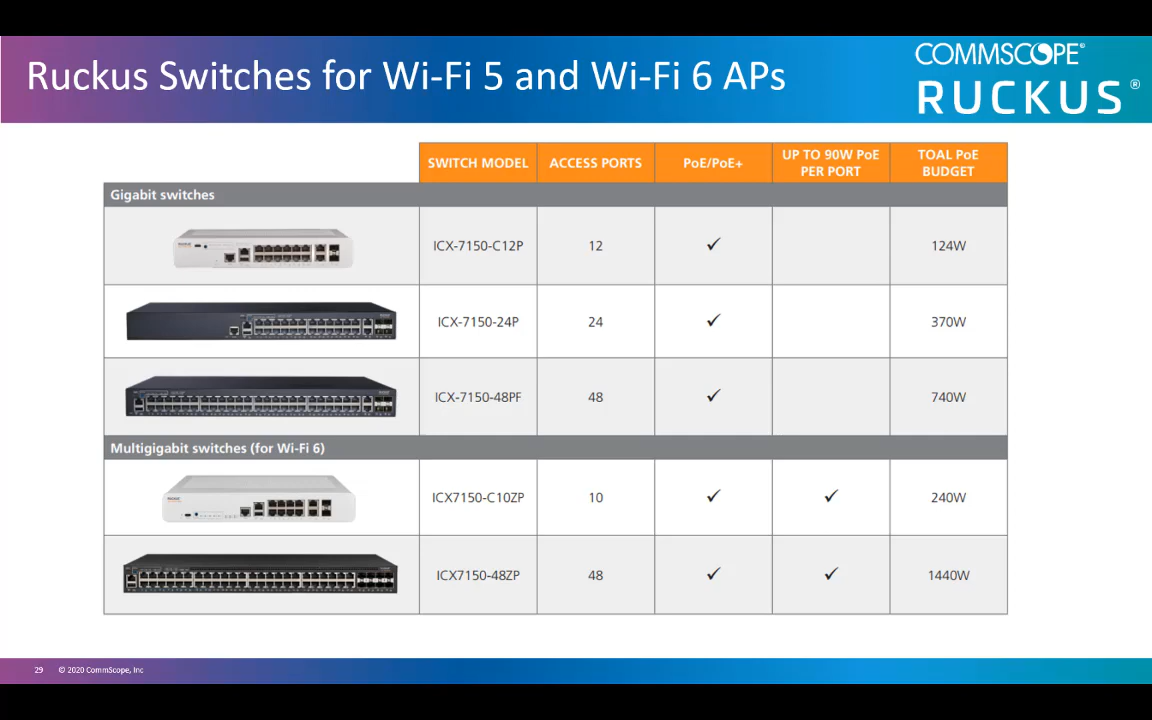 Ruckus Switches for Wi-Fi 5 and Wi-Fi 6 APs
COMMSCOPE®
RUCKUS®
SWITCH MODEL
ACCESS PORTS
PoE/PoE+
UP TO 90W PoE
PER PORT
TOAL PoE
BUDGET
Gigabit switches
ICX-7150-C12P 12 ✓ 124W
ICX-7150-24P 24 ✓ 370W
ICX-7150-48PF 48 ✓ 740W
Multigigabit switches (for Wi-Fi 6)
ICX7150-C10ZP 10 ✓ ✓ 240W
ICX7150-48ZP 48 ✓ ✓ 1440W
29 © 2020 CommScope, Inc